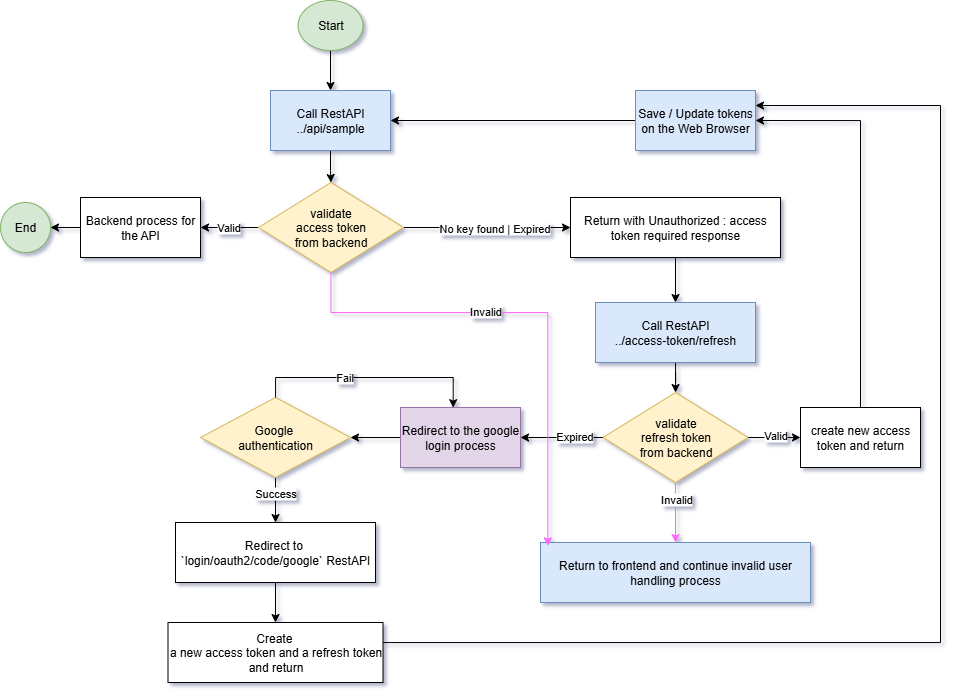 Start
Call RestAPI
../api/sample
Save / Update tokens
on the Web Browser
End
Backend process for
the API
Valid
validate
access token
from backend
No key found | Expired
Return with Unauthorized : access
token required response
Invalid
Call RestAPI
../access-token/refresh
Fail
Google
authentication
Redirect to the google
login process
Expired
validate
refresh token
from backend
Valid
create new access
token and return
Success
Invalid
Redirect to
`login/oauth2/code/google` RestAPI
Return to frontend and continue invalid user
handling process
Create
a new access token and a refresh token
and return